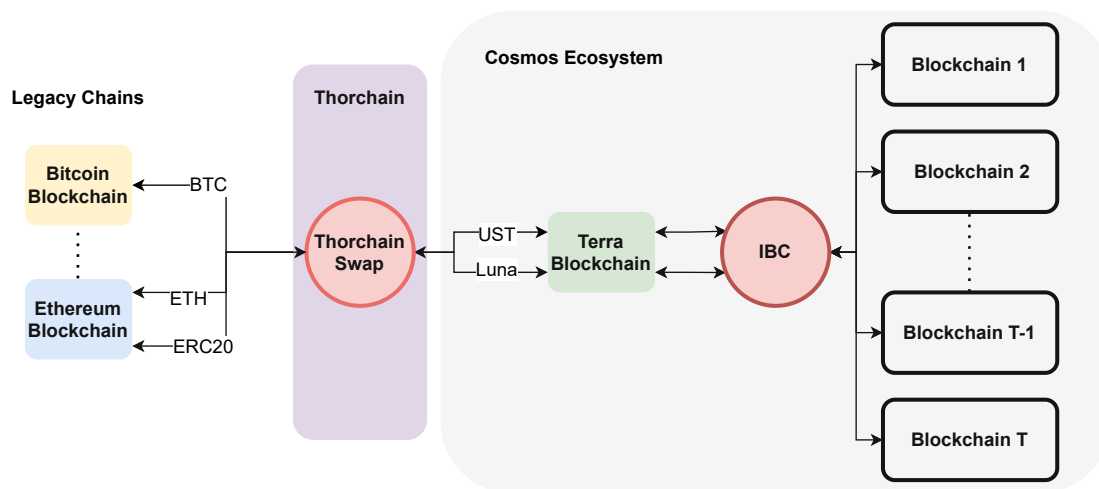 Legacy Chains
Bitcoin
Blockchain
Ethereum
Blockchain
BTC
ETH
ERC20
Thorchain
Thorchain
Swap
Cosmos Ecosystem
UST
Luna
Terra
Blockchain
IBC
Blockchain 1
Blockchain 2
Blockchain T-1
Blockchain T